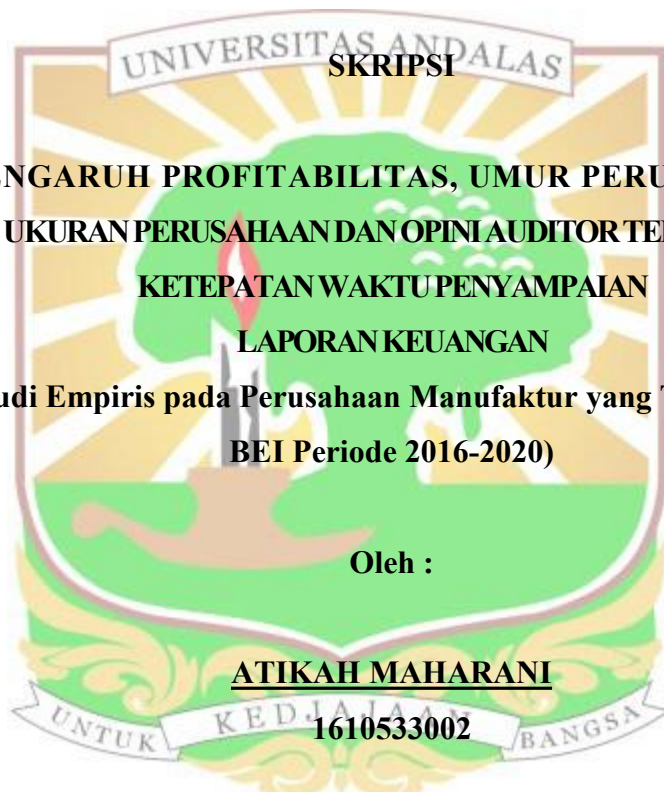 UNIVERSITAS ANDALAS
SKRIPSI
NGARUH PROFITABILITAS, UMUR PERU
UKURAN PERUSAHAAN DAN OPINI AUDITOR TE
KETEPATAN WAKTU PENYAMPAIAN
LAPORAN KEUANGAN
udi Empiris pada Perusahaan Manufaktur yang
BEI Periode 2016-2020)
Oleh :
ATIKAH MAHARANI
1610533002
UNTUK KEDJAJAAN BANGSA